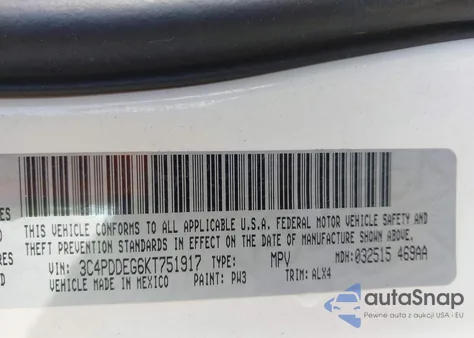 THIS VEHICLE CONFORMS TO ALL APPLICABLE U.S.A. FEDERAL MOTOR VEHICLE SAFETY AND
THEFT PREVENTION STANDARDS IN EFFECT ON THE DATE OF MANUFACTURE SHOWN ABOVE.
VIN: 3C4PDDEG6KT751917 TYPE: MPV MDH: 032515 469AA
VEHICLE MADE IN MEXICO PAINT: PW3 TRIM: ALX4
autoSnap
Pewne auta z USA - EU